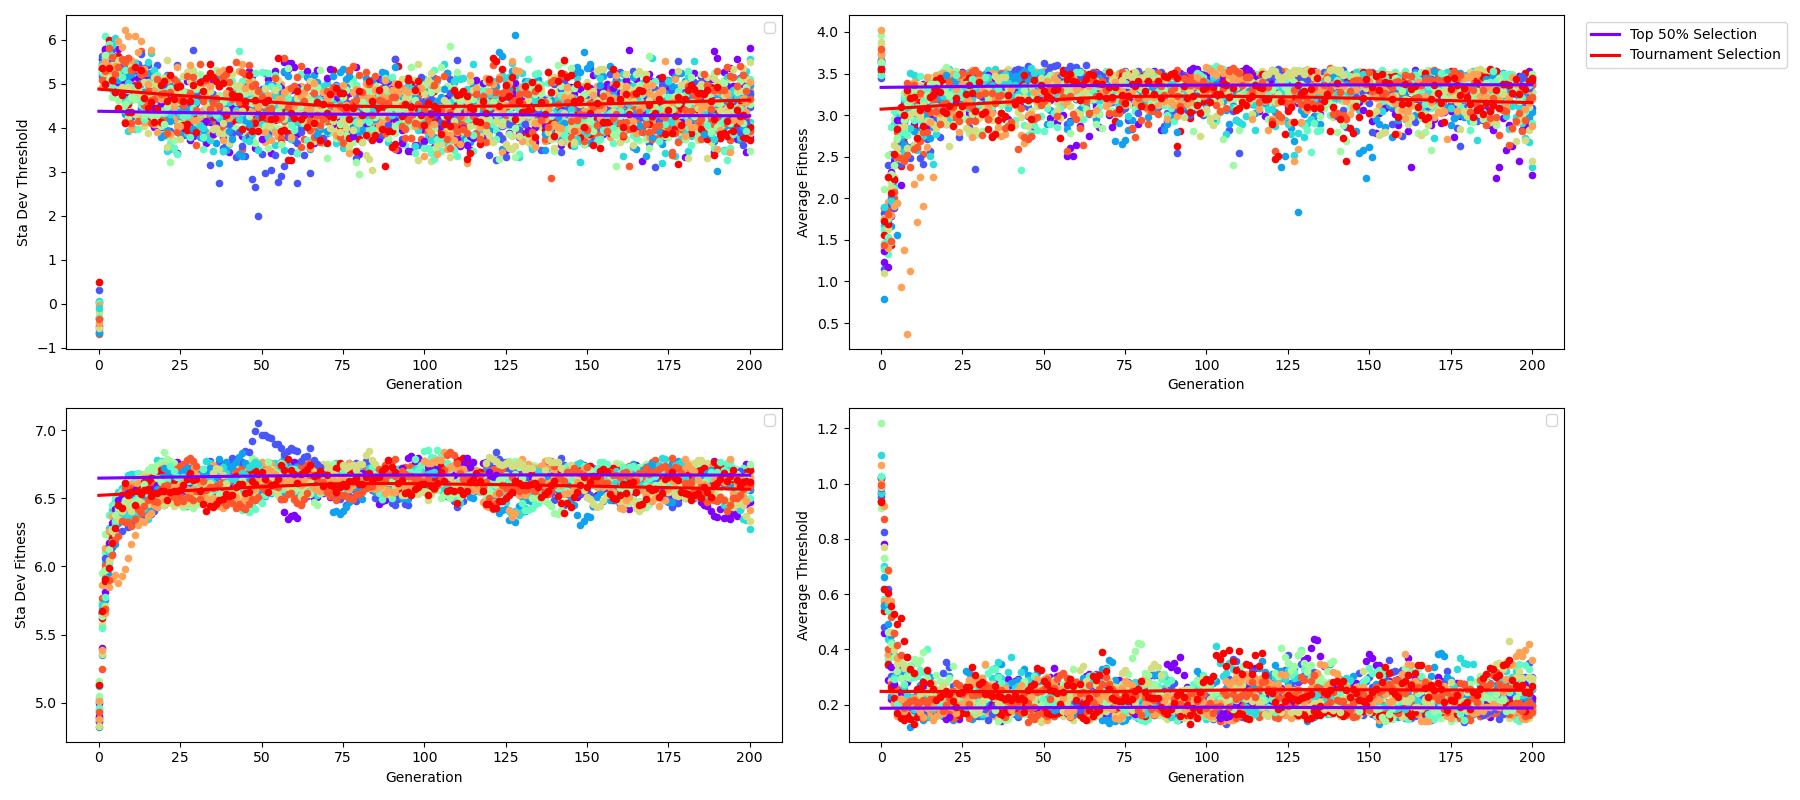 6
5
4
3
2
1
0
−1
Sta Dev Threshold
0 25 50 75 100 125 150 175 200
Generation
4.0
3.5
3.0
2.5
2.0
1.5
1.0
0.5
Average Fitness
0 25 50 75 100 125 150 175 200
Generation
Top 50% Selection
Tournament Selection
7.0
6.5
6.0
5.5
5.0
Sta Dev Fitness
0 25 50 75 100 125 150 175 200
Generation
1.2
1.0
0.8
0.6
0.4
0.2
Average Threshold
0 25 50 75 100 125 150 175 200
Generation